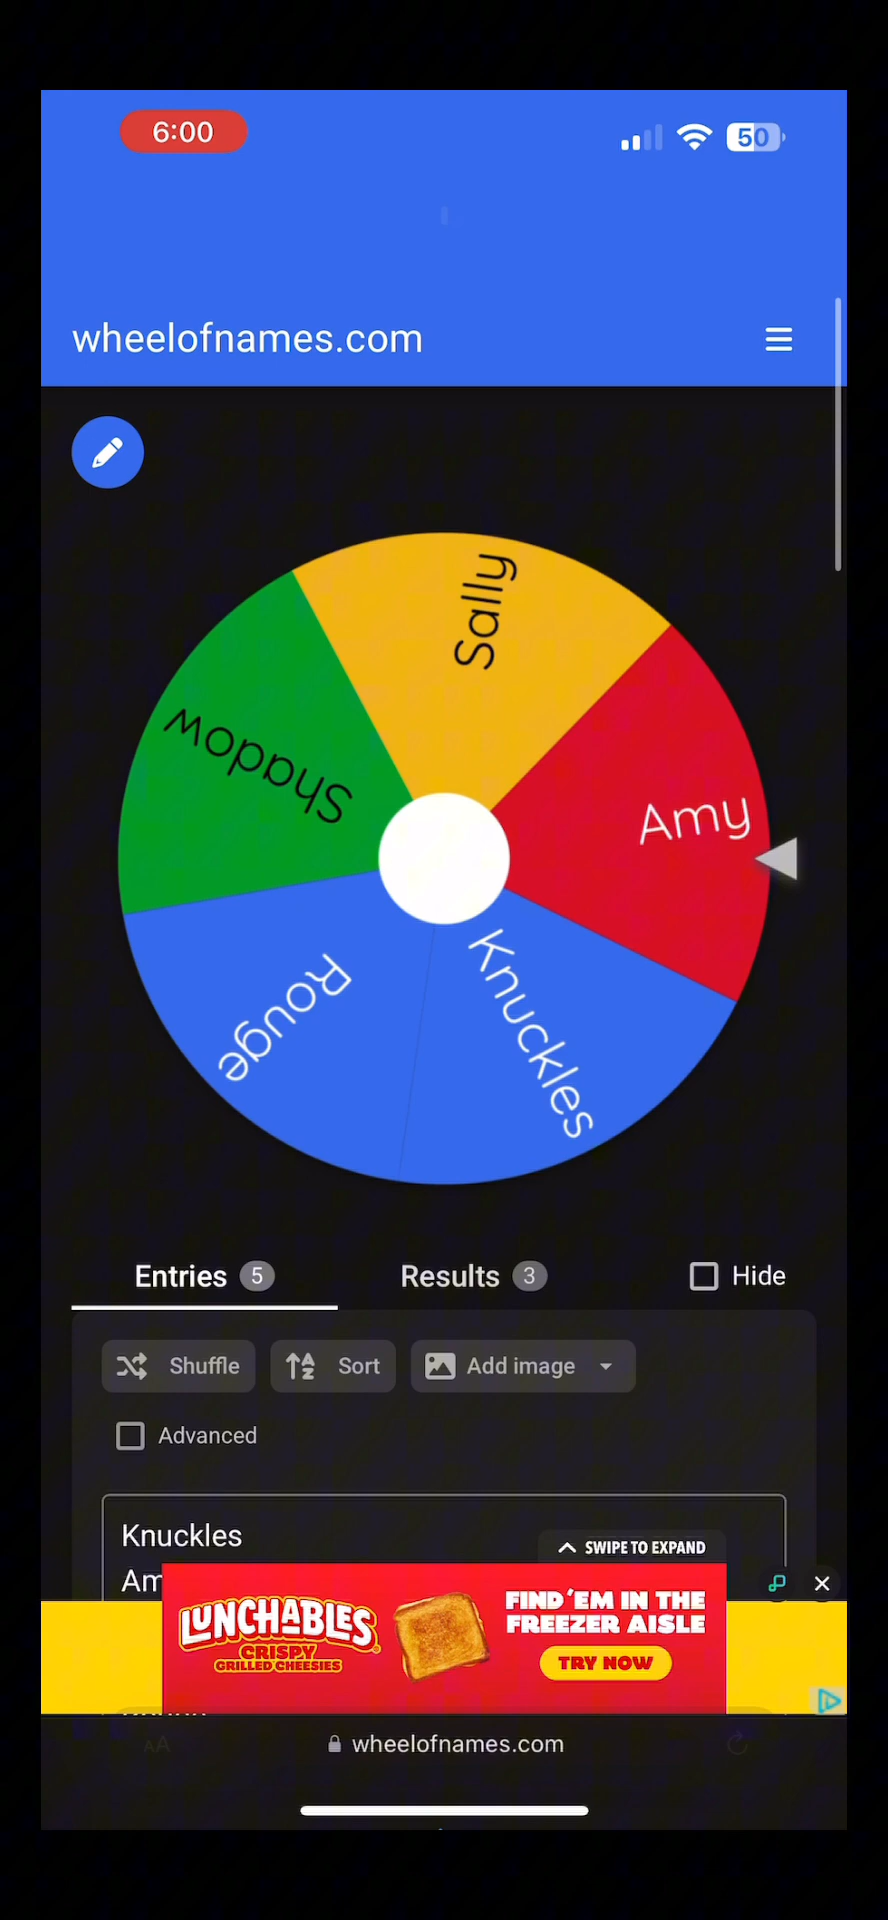 6:00
50
wheelofnames.com
Sally
Shadow
Amy
Knuckles
Rouge
Entries 5
Results 3
Hide
Shuffle
Sort
Add image
Advanced
Knuckles
Am
SWIPE TO EXPAND
LUNCHABLES
CRISPY
GRILLED CHEESIES
FIND 'EM IN THE
FREEZER AISLE
TRY NOW
AA
wheelofnames.com